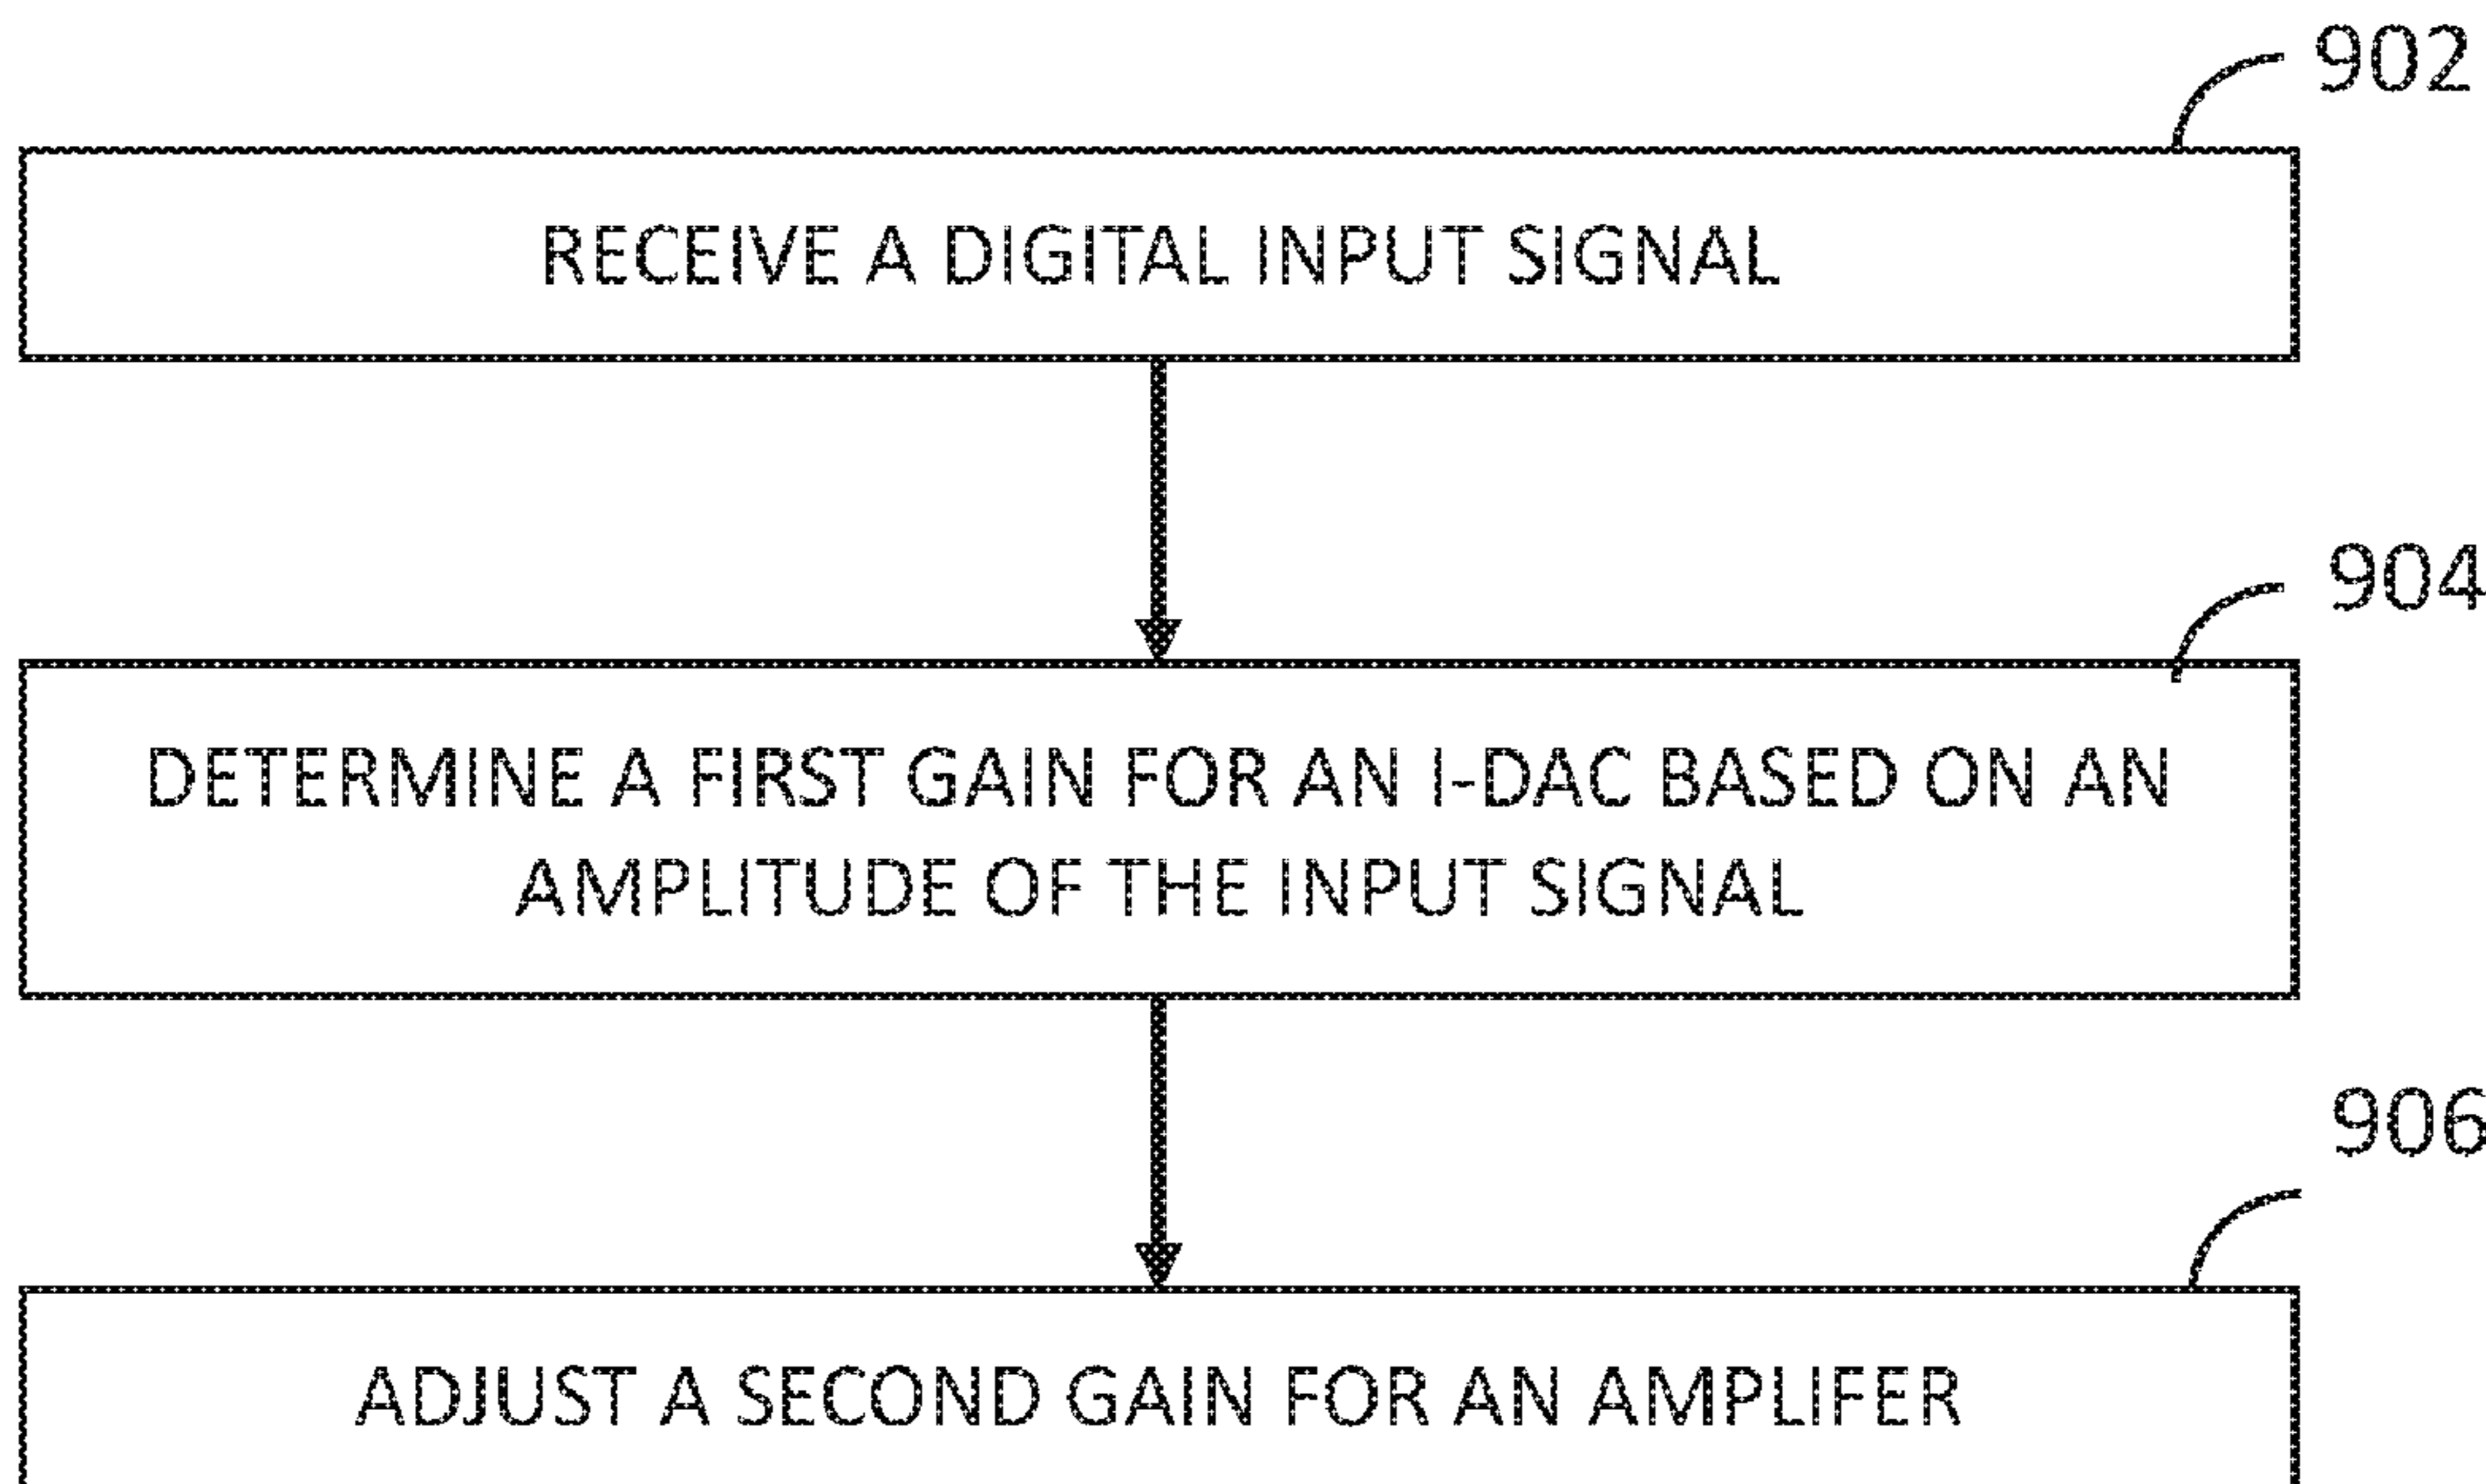 902
RECEIVE A DIGITAL INPUT SIGNAL
904
DETERMINE A FIRST GAIN FOR AN I-DAC BASED ON AN
AMPLITUDE OF THE INPUT SIGNAL
906
ADJUST A SECOND GAIN FOR AN AMPLIFER